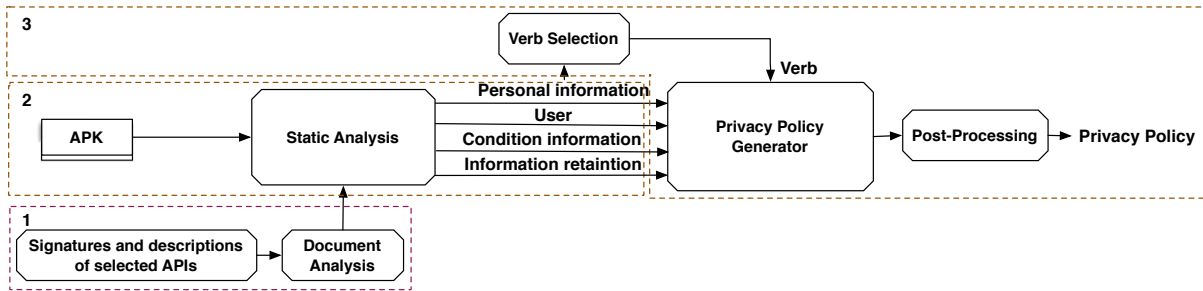 3
Verb Selection
Verb
2
APK
Static Analysis
Personal information
User
Condition information
Information retaintion
Privacy Policy
Generator
Post-Processing
Privacy Policy
1
Signatures and descriptions
of selected APIs
Document
Analysis